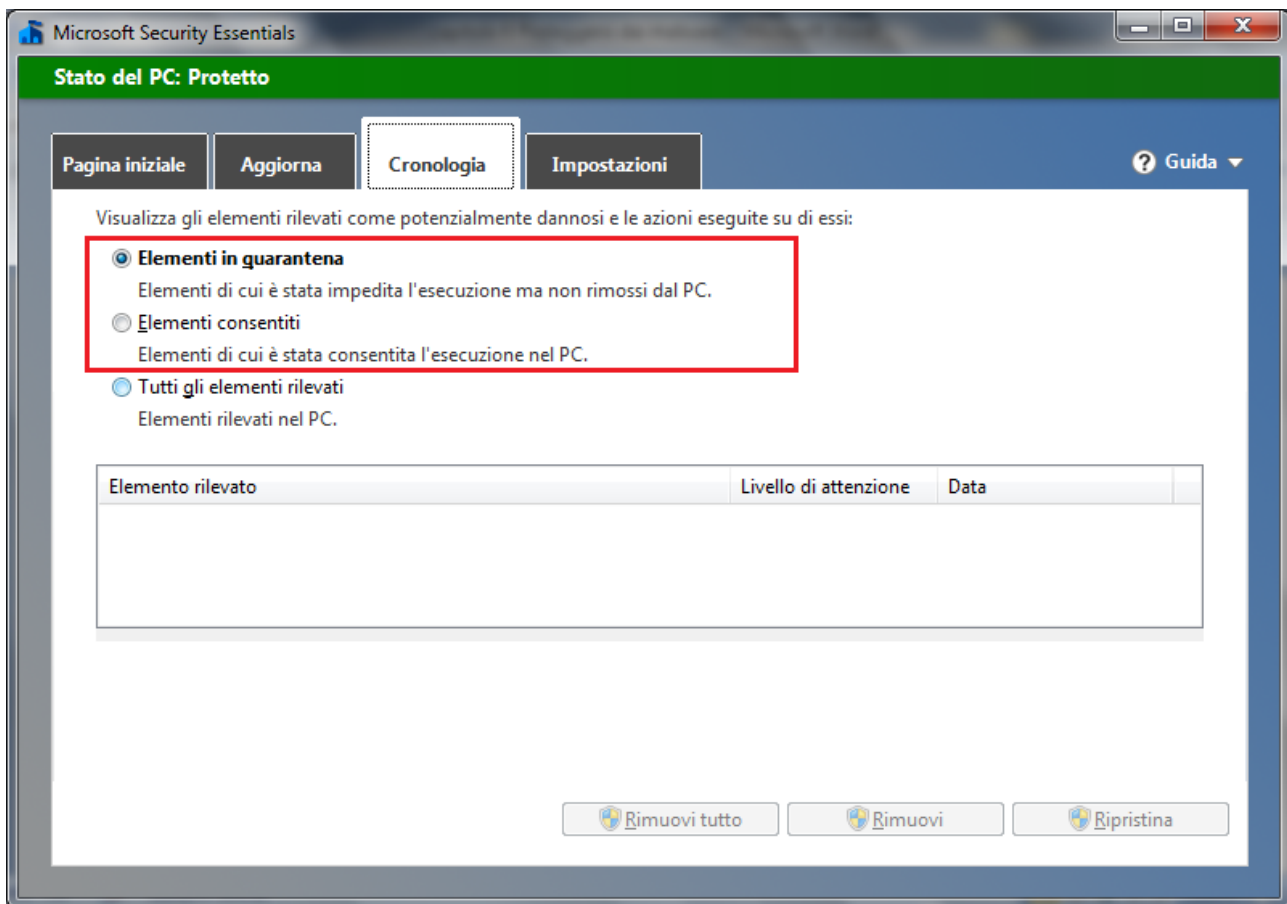 Microsoft Security Essentials
Stato del PC: Protetto
Pagina iniziale Aggiorna Cronologia Impostazioni ? Guida
Visualizza gli elementi rilevati come potenzialmente dannosi e le azioni eseguite su di essi:
Elementi in quarantena
Elementi di cui è stata impedita l'esecuzione ma non rimossi dal PC.
Elementi consentiti
Elementi di cui è stata consentita l'esecuzione nel PC.
Tutti gli elementi rilevati
Elementi rilevati nel PC.
Elemento rilevato Livello di attenzione Data
Rimuovi tutto Rimuovi Ripristina